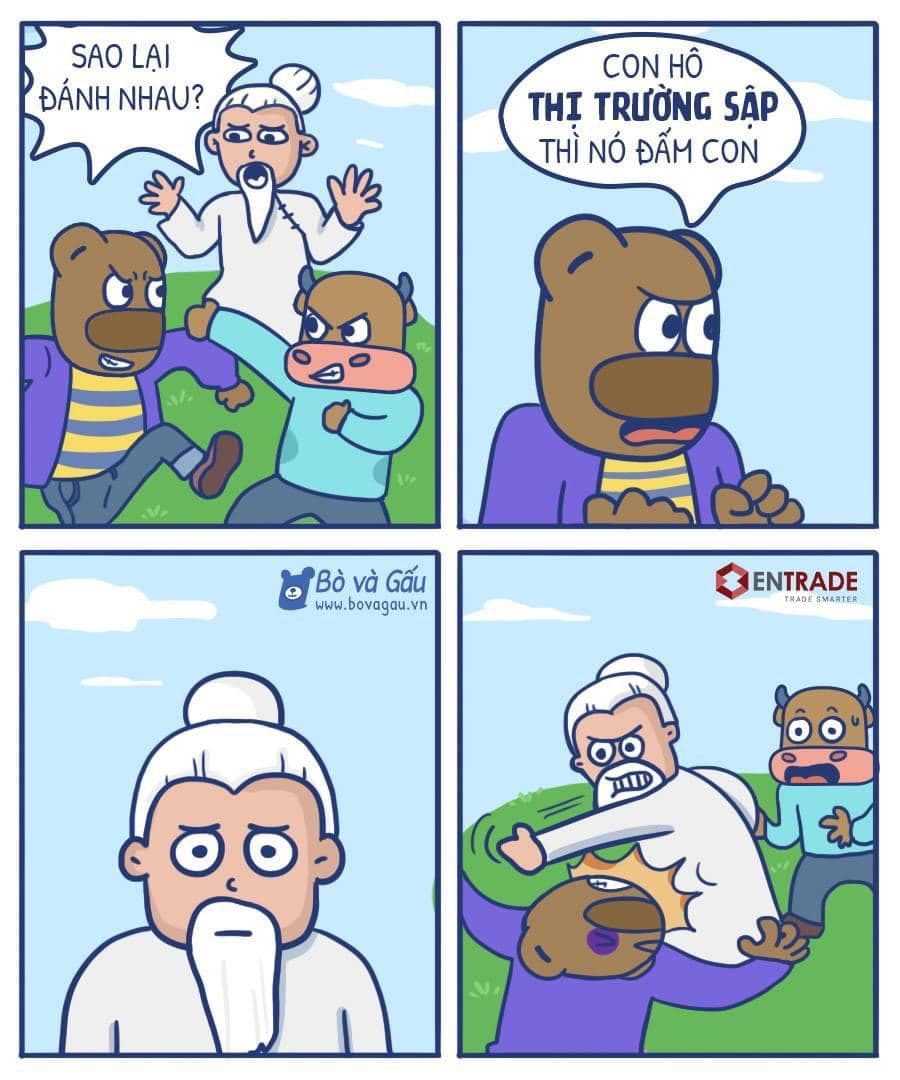 SAO LẠI
ĐÁNH NHAU?
CON HÔ
THỊ TRƯỜNG SẬP
THÌ NÓ ĐẤM CON
Bò và Gấu
www.bovagau.vn
ENTRADE
TRADE SMARTER